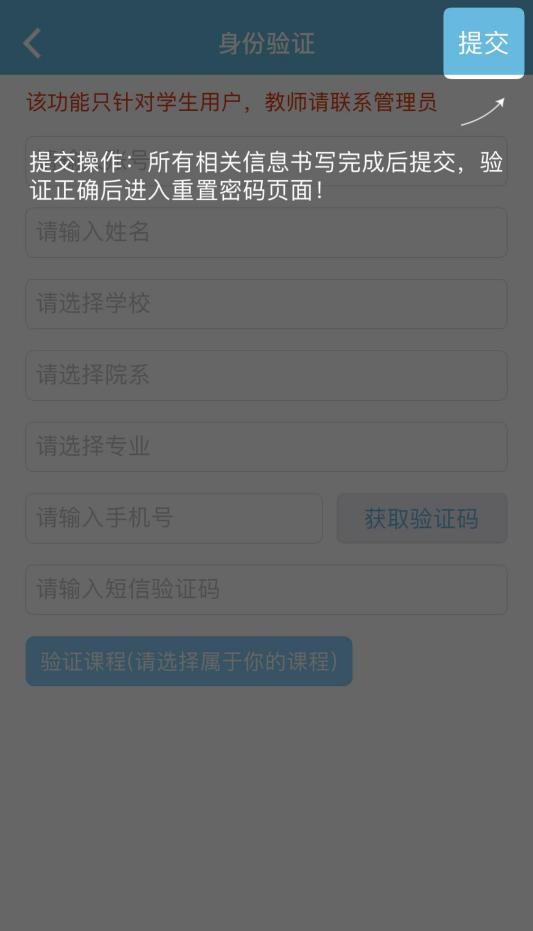 身份验证
提交
该功能只针对学生用户，教师请联系管理员
提交操作：所有相关信息书写完成后提交，验
证正确后进入重置密码页面！
请输入姓名
请选择学校
请选择院系
请选择专业
请输入手机号
获取验证码
请输入短信验证码
验证课程(请选择属于你的课程)